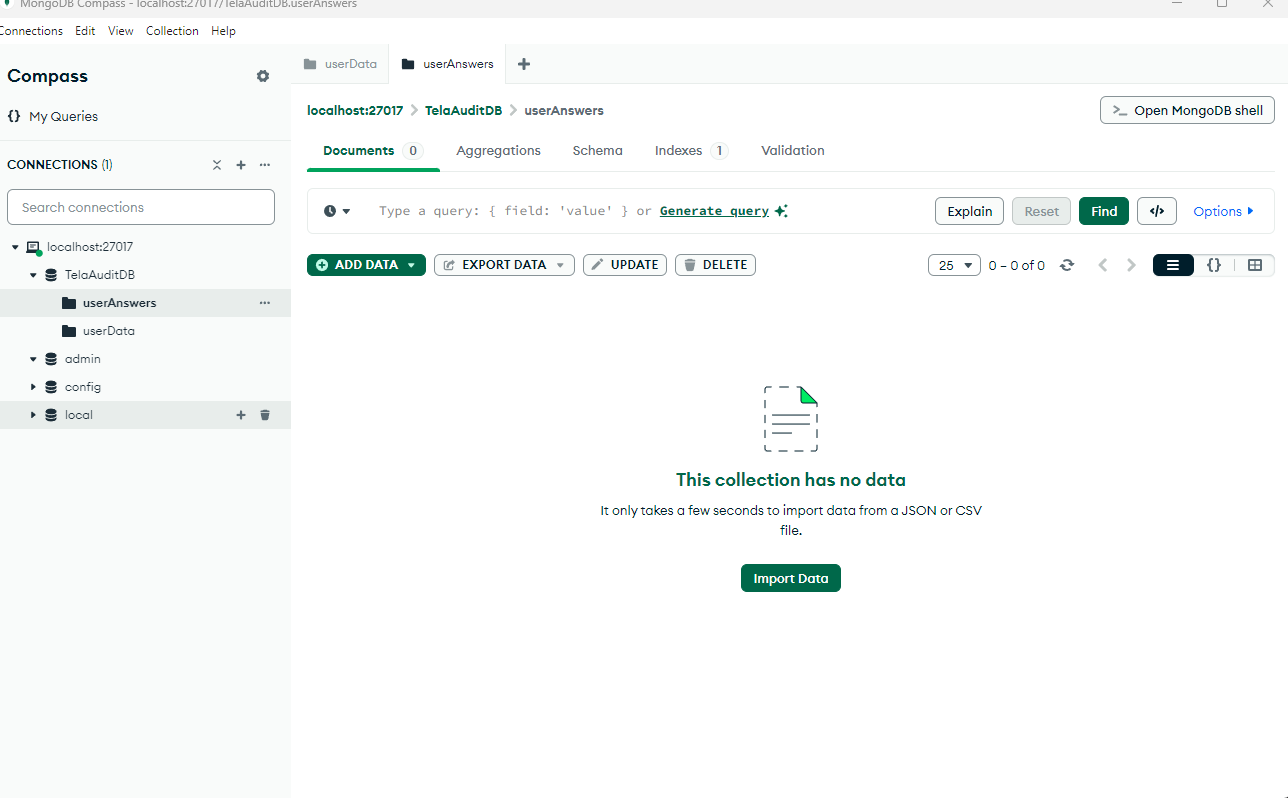 MongoDB Compass - localhost:27017/TelaAuditDB.userAnswers
Connections Edit View Collection Help
Compass
{} My Queries
CONNECTIONS (1)
Search connections
localhost:27017
TelaAuditDB
userAnswers
userData
admin
config
local
userData userAnswers
localhost:27017 > TelaAuditDB > userAnswers
>_ Open MongoDB shell
Documents 0 Aggregations Schema Indexes 1 Validation
Type a query: { field: 'value' } or Generate query
Explain Reset Find </> Options
ADD DATA EXPORT DATA UPDATE DELETE
25 0 – 0 of 0 {}
This collection has no data
It only takes a few seconds to import data from a JSON or CSV
file.
Import Data